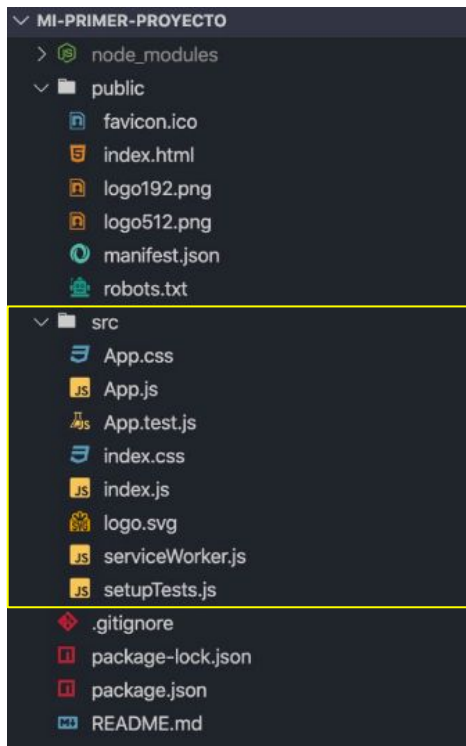 MI-PRIMER-PROYECTO
node_modules
public
favicon.ico
index.html
logo192.png
logo512.png
manifest.json
robots.txt
src
App.css
App.js
App.test.js
index.css
index.js
logo.svg
serviceWorker.js
setupTests.js
.gitignore
package-lock.json
package.json
README.md